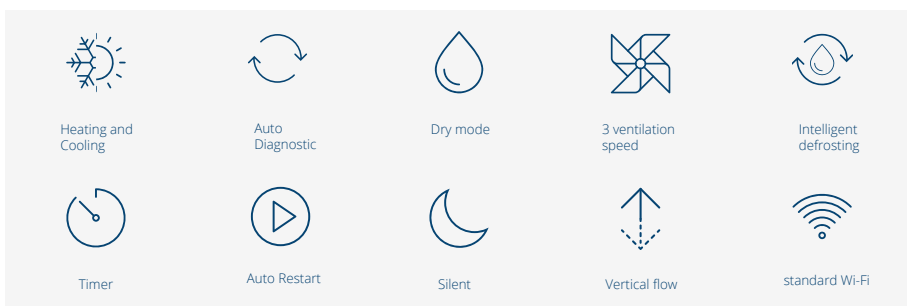 Heating and
Cooling
Auto
Diagnostic
Dry mode
3 ventilation
speed
Intelligent
defrosting
Timer
Auto Restart
Silent
Vertical flow
standard Wi-Fi